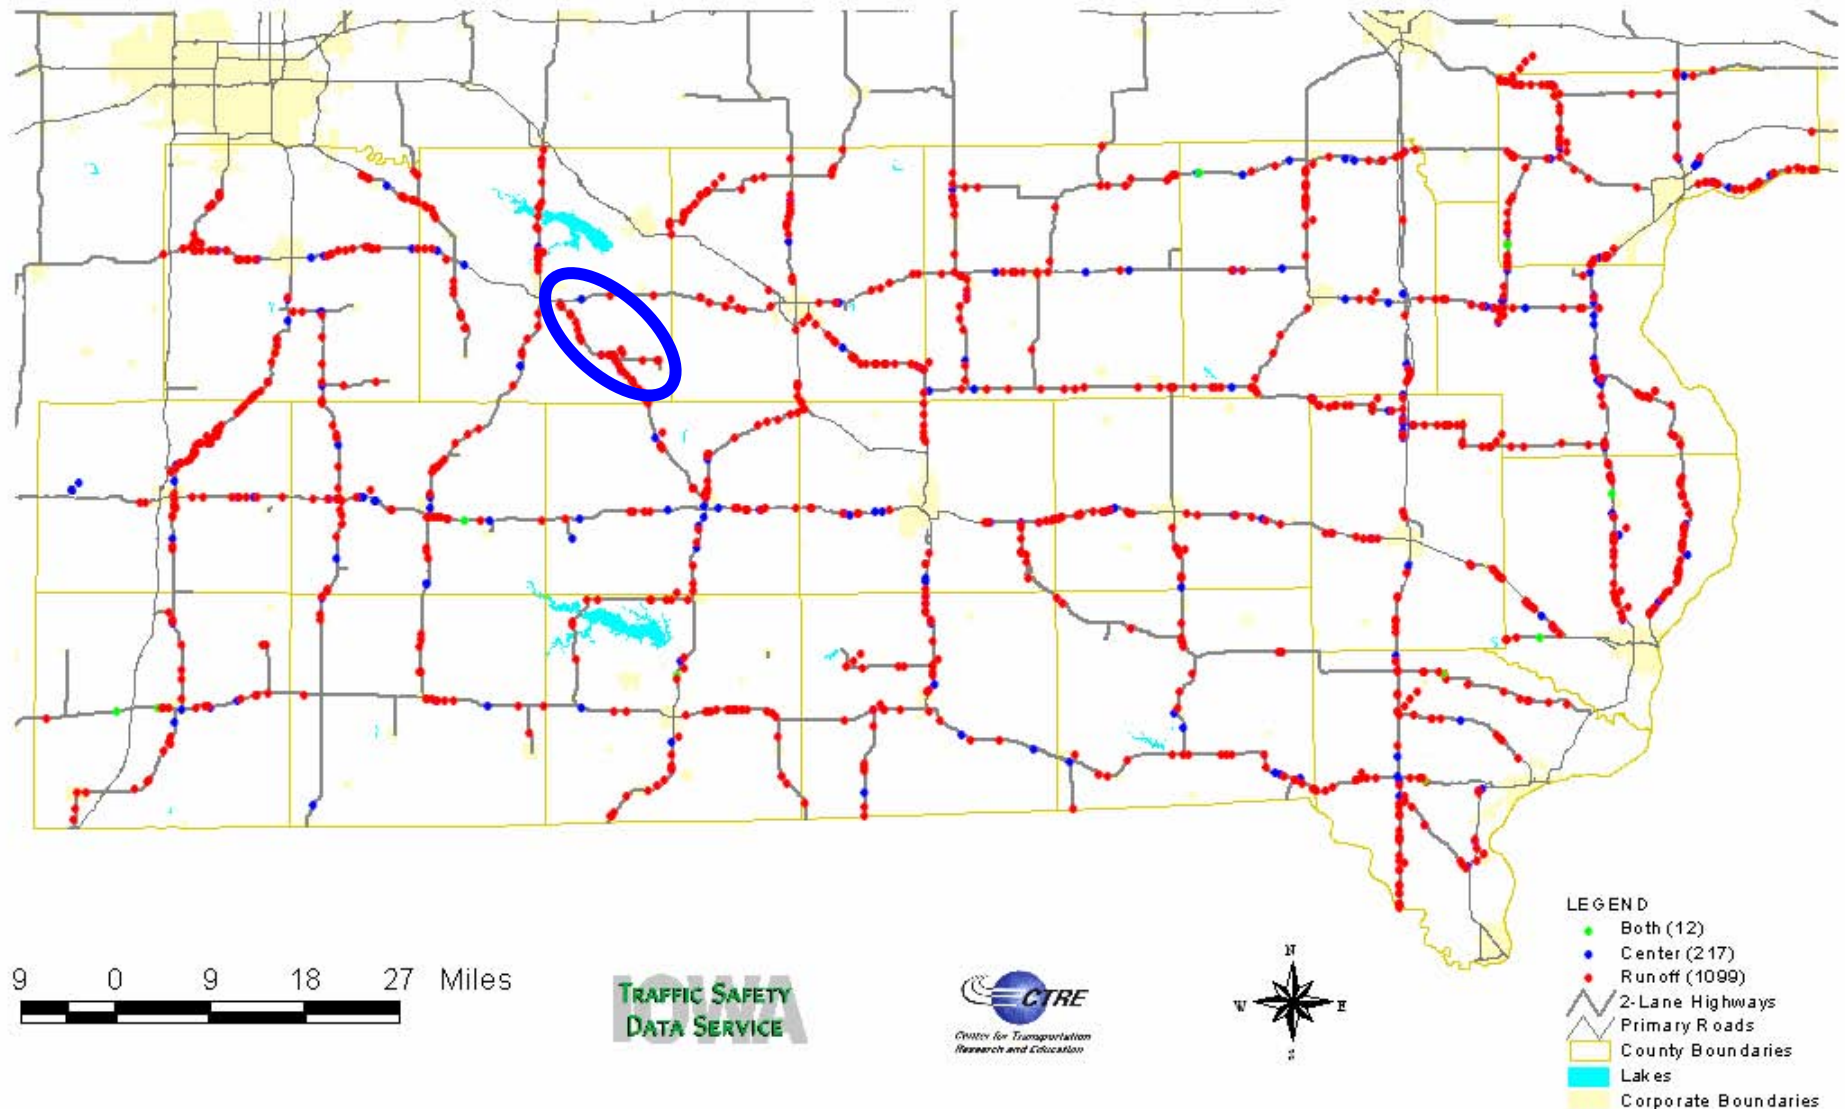 9 0 9 18 27 Miles
IOWA
TRAFFIC SAFETY
DATA SERVICE
CTRE
Center for Transportation
Research and Education
N
W E
S
LEGEND
Both (12)
Center (217)
Runoff (1099)
2-Lane Highways
Primary Roads
County Boundaries
Lakes
Corporate Boundaries